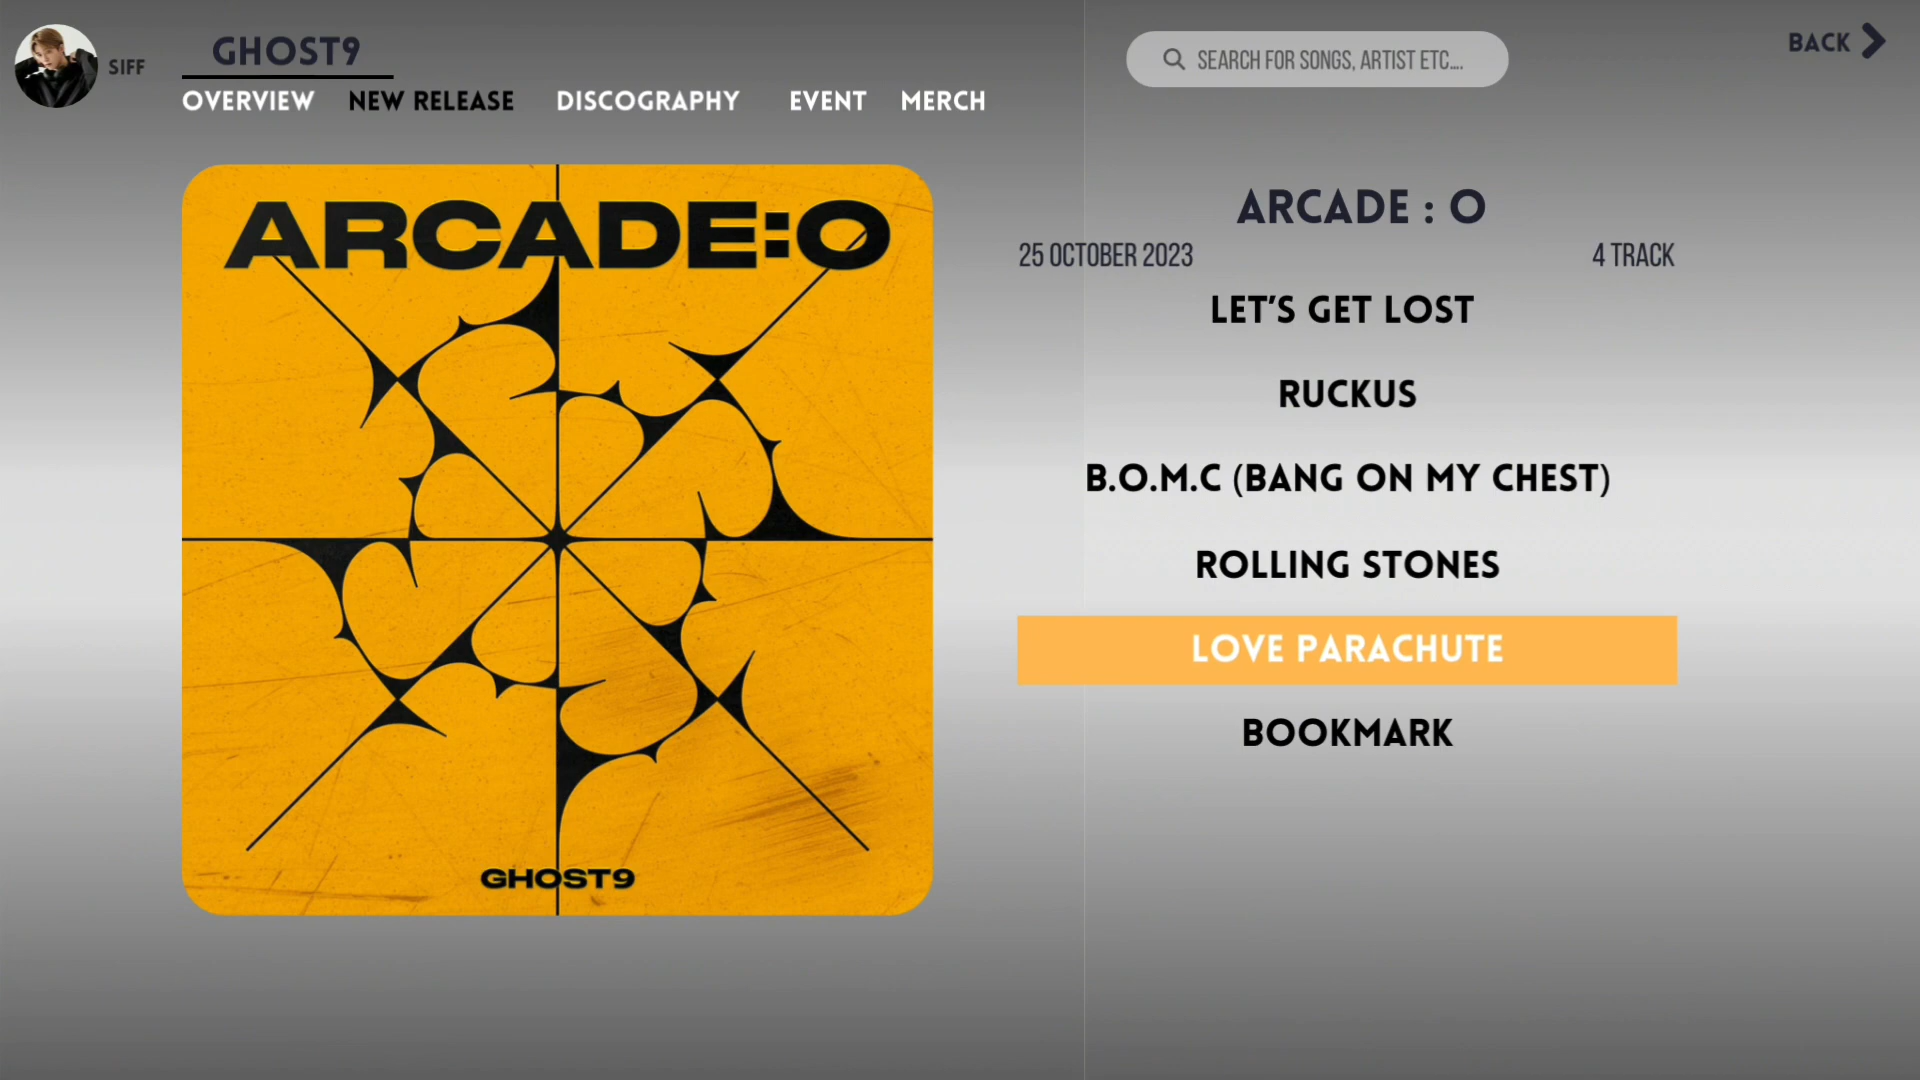 SIFF
GHOST9
OVERVIEW NEW RELEASE DISCOGRAPHY EVENT MERCH
SEARCH FOR SONGS, ARTIST ETC....
BACK
ARCADE:O
GHOST9
ARCADE : O
25 OCTOBER 2023 4 TRACK
LET'S GET LOST
RUCKUS
B.O.M.C (BANG ON MY CHEST)
ROLLING STONES
LOVE PARACHUTE
BOOKMARK